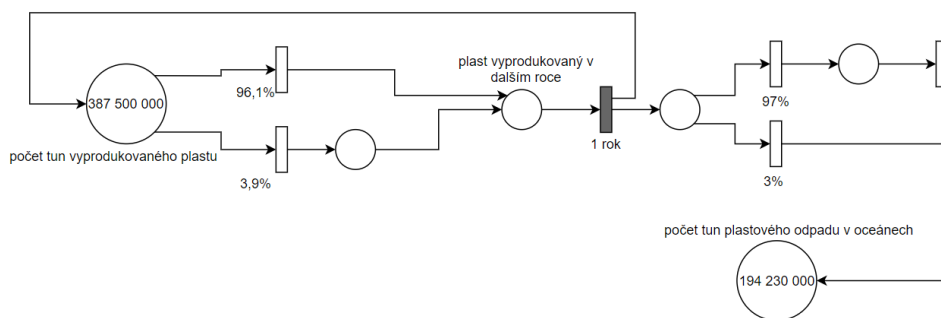 plast vyprodukovaný v
dalším roce
387 500 000
96,1%
97%
1 rok
počet tun vyprodukovaného plastu
3,9%
3%
počet tun plastového odpadu v oceánech
194 230 000